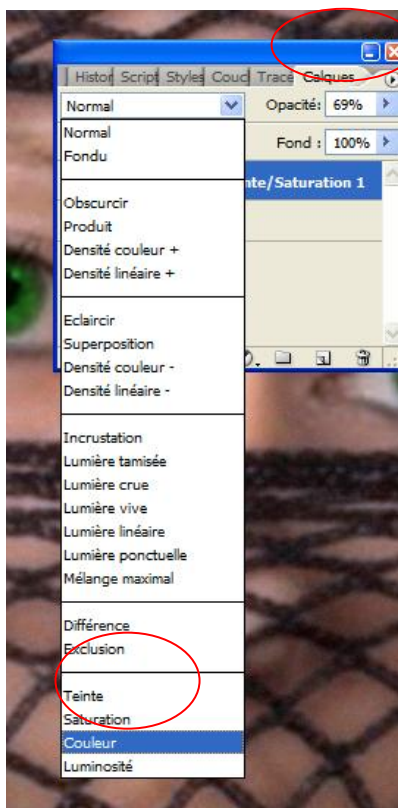 Histor Script Styles Couc Tracé Calques
Normal Opacité: 69%
Normal
Fondu
Fond : 100%
nte/Saturation 1
Obscurcir
Produit
Densité couleur +
Densité linéaire +
Eclaircir
Superposition
Densité couleur -
Densité linéaire -
Incrustation
Lumière tamisée
Lumière crue
Lumière vive
Lumière linéaire
Lumière ponctuelle
Mélange maximal
Différence
Exclusion
Teinte
Saturation
Couleur
Luminosité